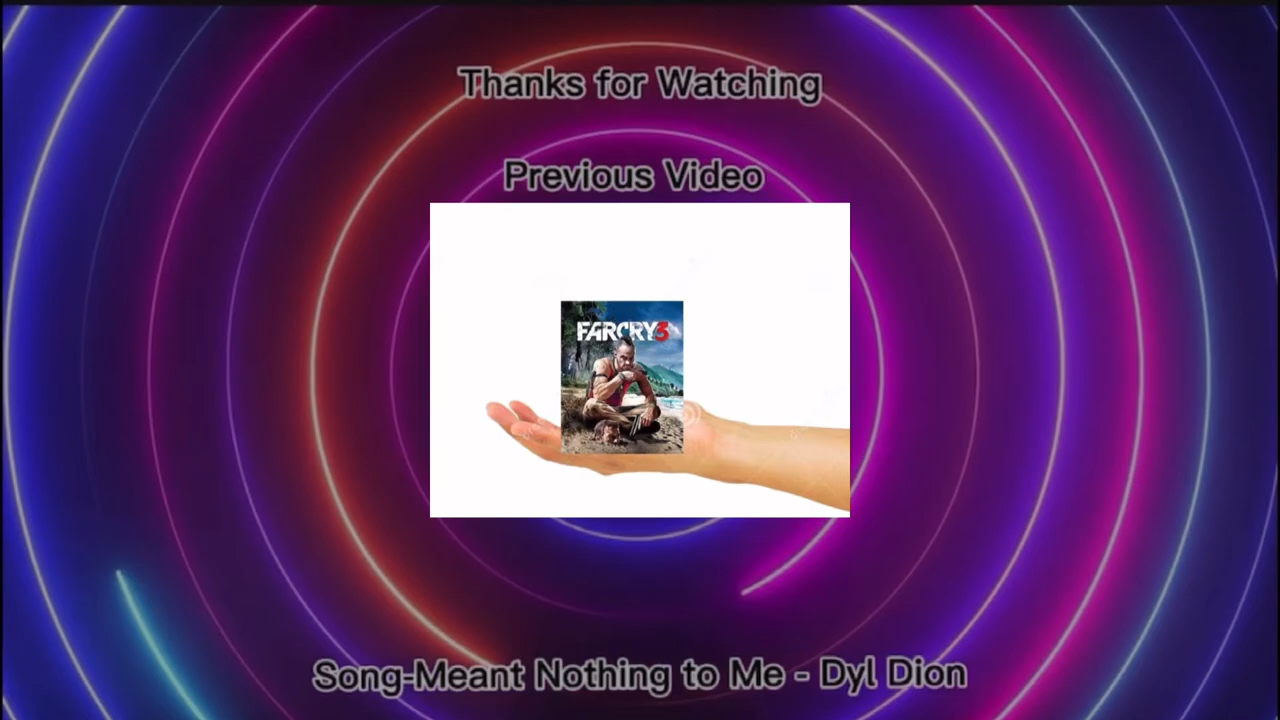 Thanks for Watching
Previous Video
FARCRY3
Song-Meant Nothing to Me - Dyl Dion